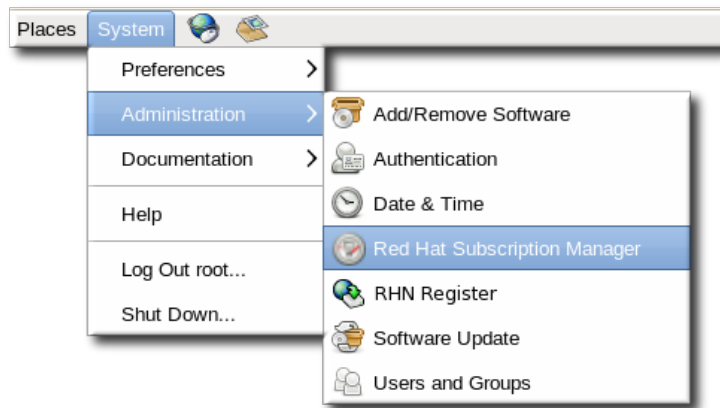 Places System
Preferences
Administration
Documentation
Help
Log Out root...
Shut Down...
Add/Remove Software
Authentication
Date & Time
Red Hat Subscription Manager
RHN Register
Software Update
Users and Groups